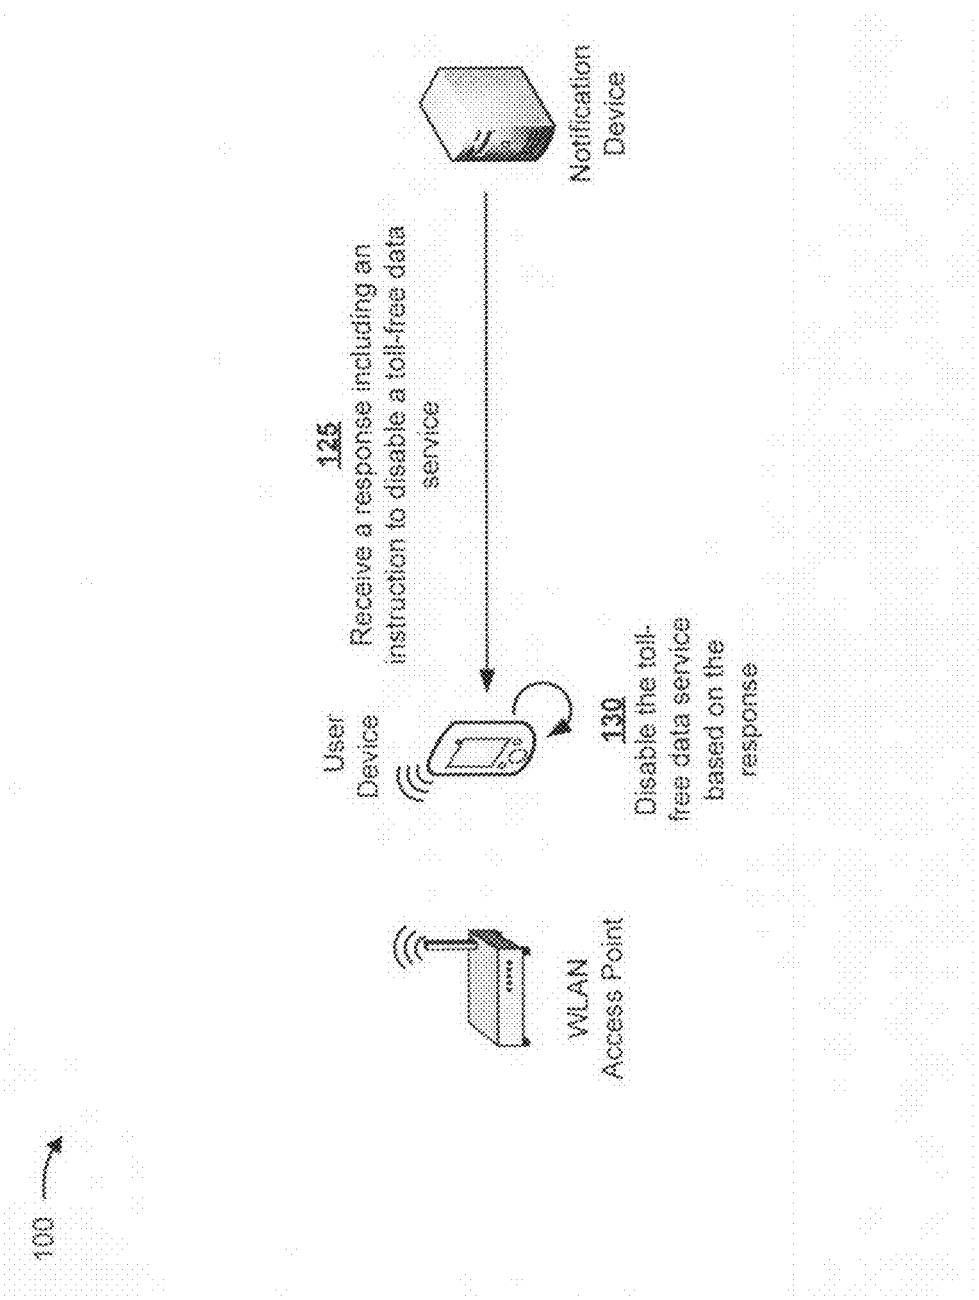 100
125
Receive a response including an
instruction to disable a toll-free data
service
User
Device
WLAN
Access Point
Notification
Device
130
Disable the toll-
free data service
based on the
response